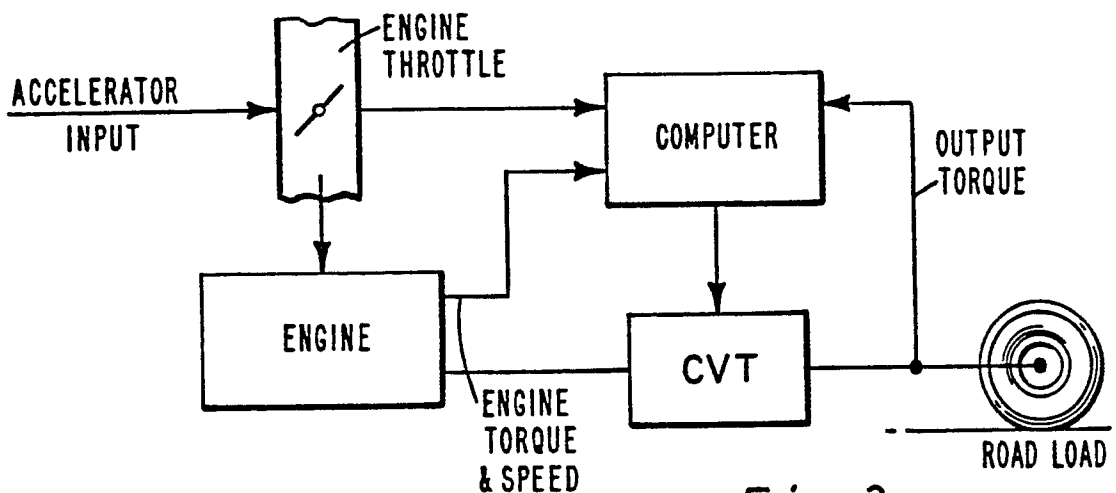 ENGINE
THROTTLE
ACCELERATOR
INPUT
COMPUTER
OUTPUT
TORQUE
ENGINE
CVT
ENGINE
TORQUE
& SPEED
ROAD LOAD